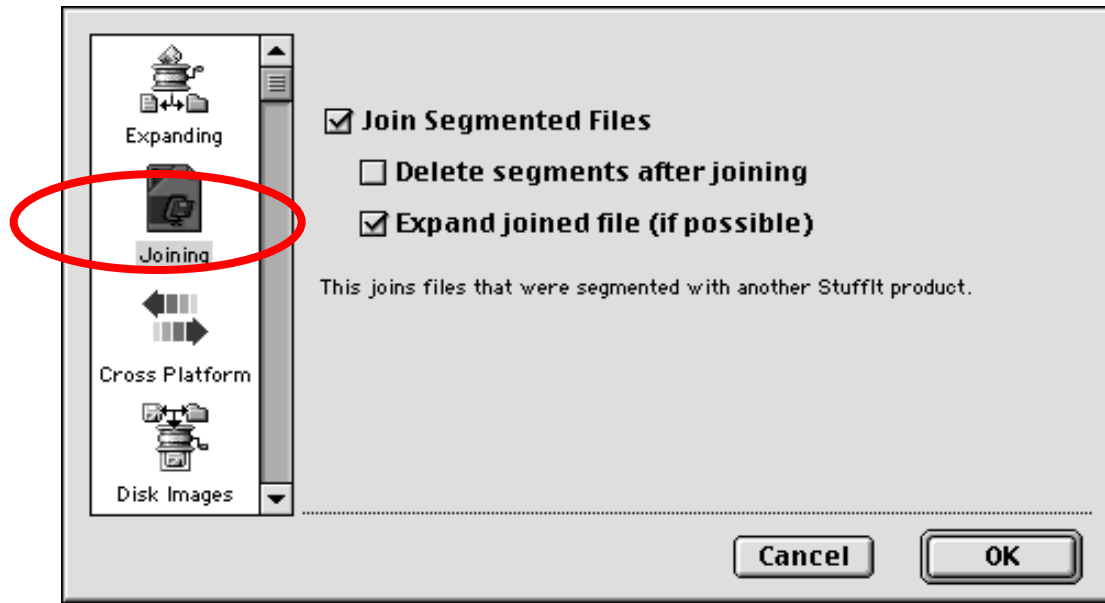 Expanding
Joining
Cross Platform
Disk Images
Join Segmented Files
Delete segments after joining
Expand joined file (if possible)
This joins files that were segmented with another StuffIt product.
Cancel
OK